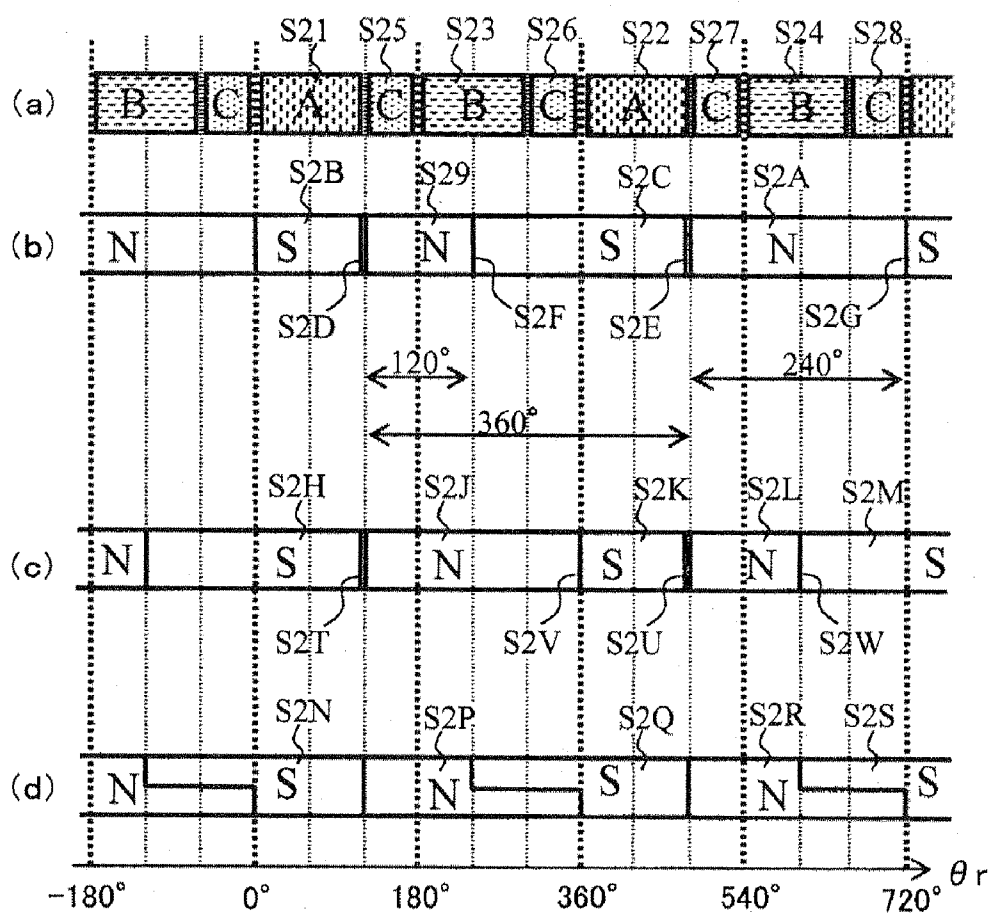 S21 S25 S23 S26 S22 S27 S24 S28
(a) B C A C B C A C B C
S2B S29 S2C S2A
(b) N S N S N S
S2D S2F S2E S2G
120° 240°
360°
S2H S2J S2K S2L S2M
(c) N S N S N S
S2T S2V S2U S2W
S2N S2P S2Q S2R S2S
(d) N S N S N S
θr
-180° 0° 180° 360° 540° 720°